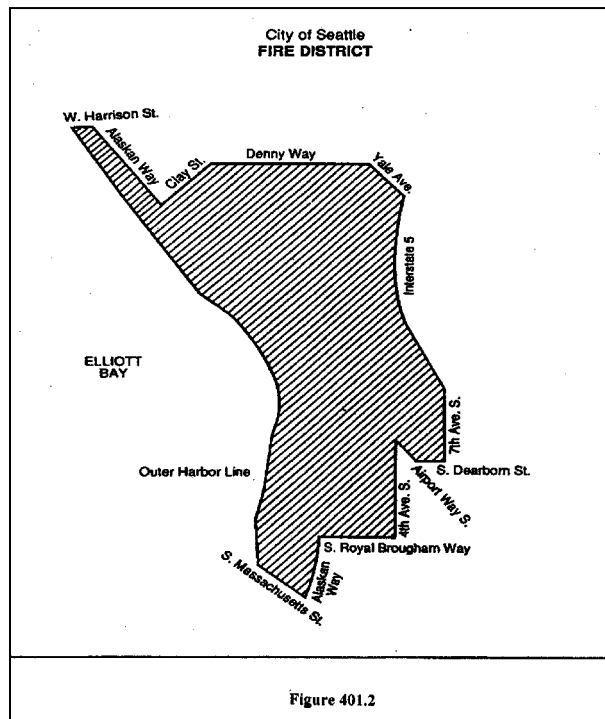 City of Seattle
FIRE DISTRICT
W. Harrison St.
Alaskan Way
Clay St.
Denny Way
Yale Ave.
Interstate 5
ELLIOTT
BAY
7th Ave. S.
S. Dearborn St.
Airport Way S.
4th Ave. S.
Outer Harbor Line
S. Royal Brougham Way
S. Massachusetts St.
Alaskan
Way
Figure 401.2